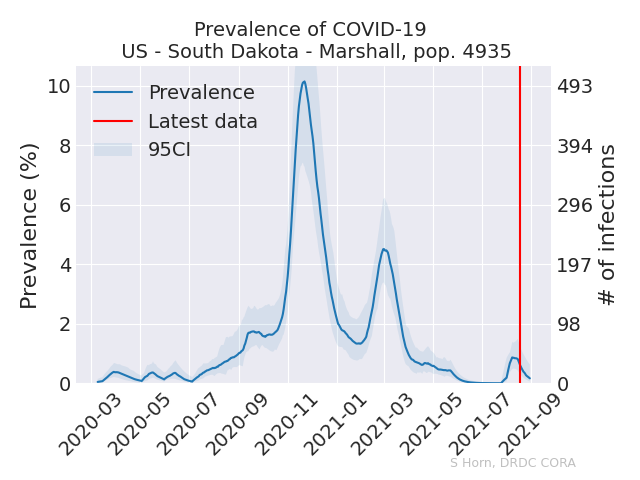 Prevalence of COVID-19
US - South Dakota - Marshall, pop. 4935
Prevalence
Latest data
95CI
Prevalence (%)
10
8
6
4
2
0
# of infections
493
394
296
197
98
0
2020-03
2020-05
2020-07
2020-09
2020-11
2021-01
2021-03
2021-05
2021-07
2021-09
S Horn, DRDC CORA